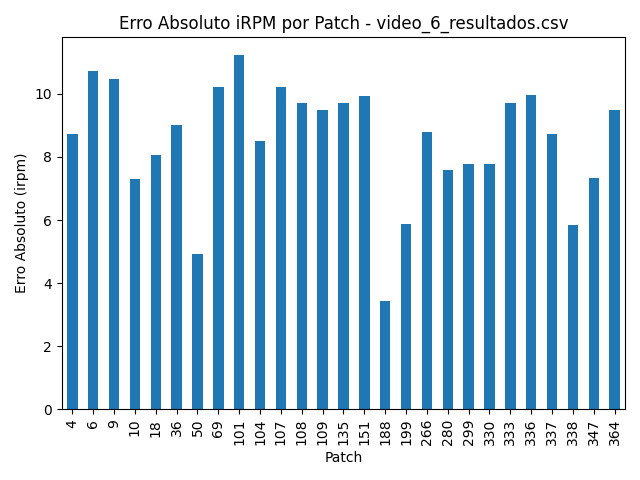 Erro Absoluto iRPM por Patch - video_6_resultados.csv
Erro Absoluto (irpm)
10
8
6
4
2
0
4 6 9 10 18 36 50 69 101 104 107 108 109 135 151 188 199 266 280 299 330 333 336 337 338 347 364
Patch